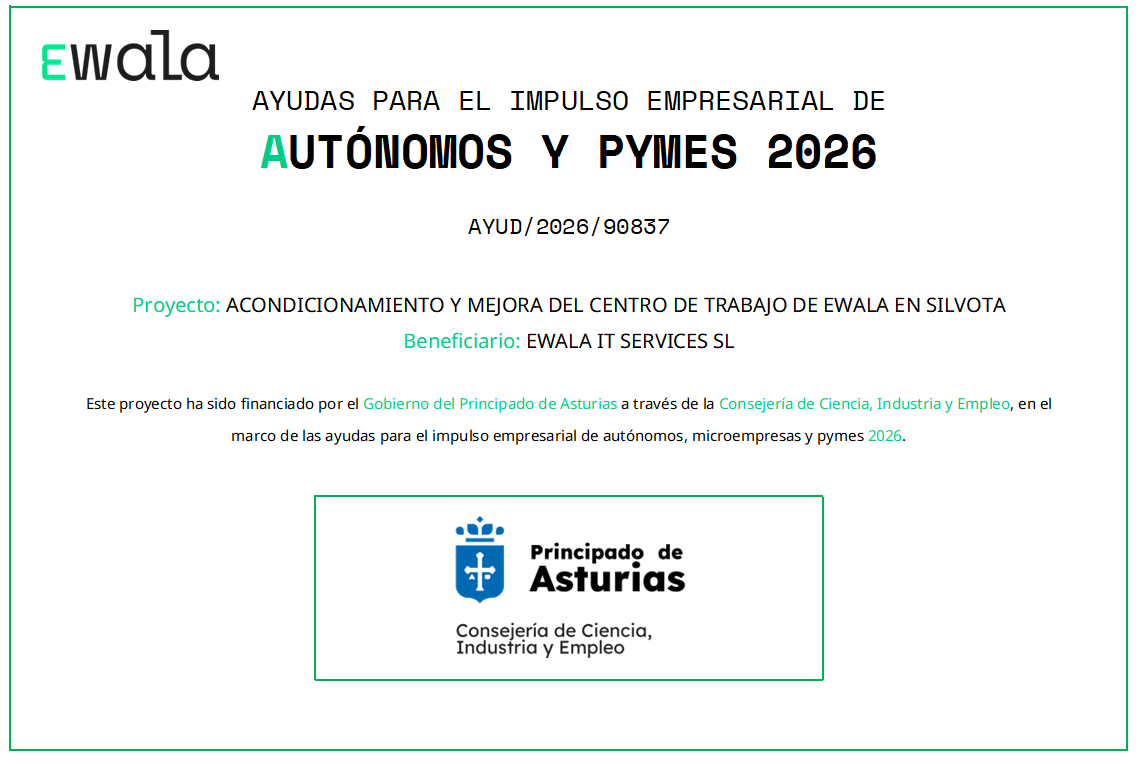 Ewala
AYUDAS PARA EL IMPULSO EMPRESARIAL DE
AUTÓNOMOS Y PYMES 2026
AYUD/2026/90837
Proyecto: ACONDICIONAMIENTO Y MEJORA DEL CENTRO DE TRABAJO DE EWALA EN SILVOTA
Beneficiario: EWALA IT SERVICES SL
Este proyecto ha sido financiado por el Gobierno del Principado de Asturias a través de la Consejería de Ciencia, Industria y Empleo, en el
marco de las ayudas para el impulso empresarial de autónomos, microempresas y pymes 2026.
Principado de
Asturias
Consejería de Ciencia,
Industria y Empleo